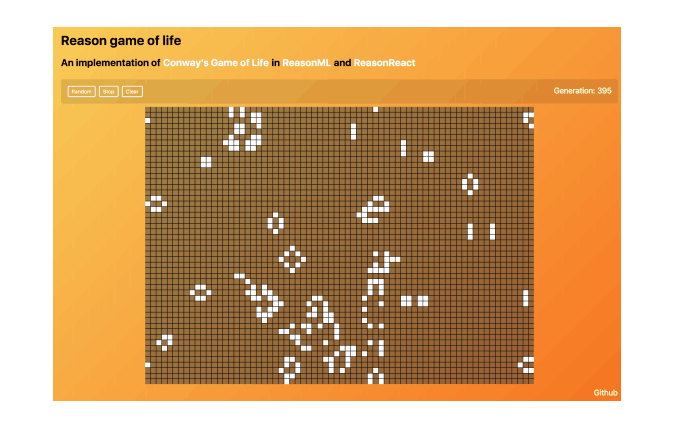 Reason game of life
An implementation of Conway's Game of Life in ReasonML and ReasonReact
Random Stop Clear Generation: 395
Github